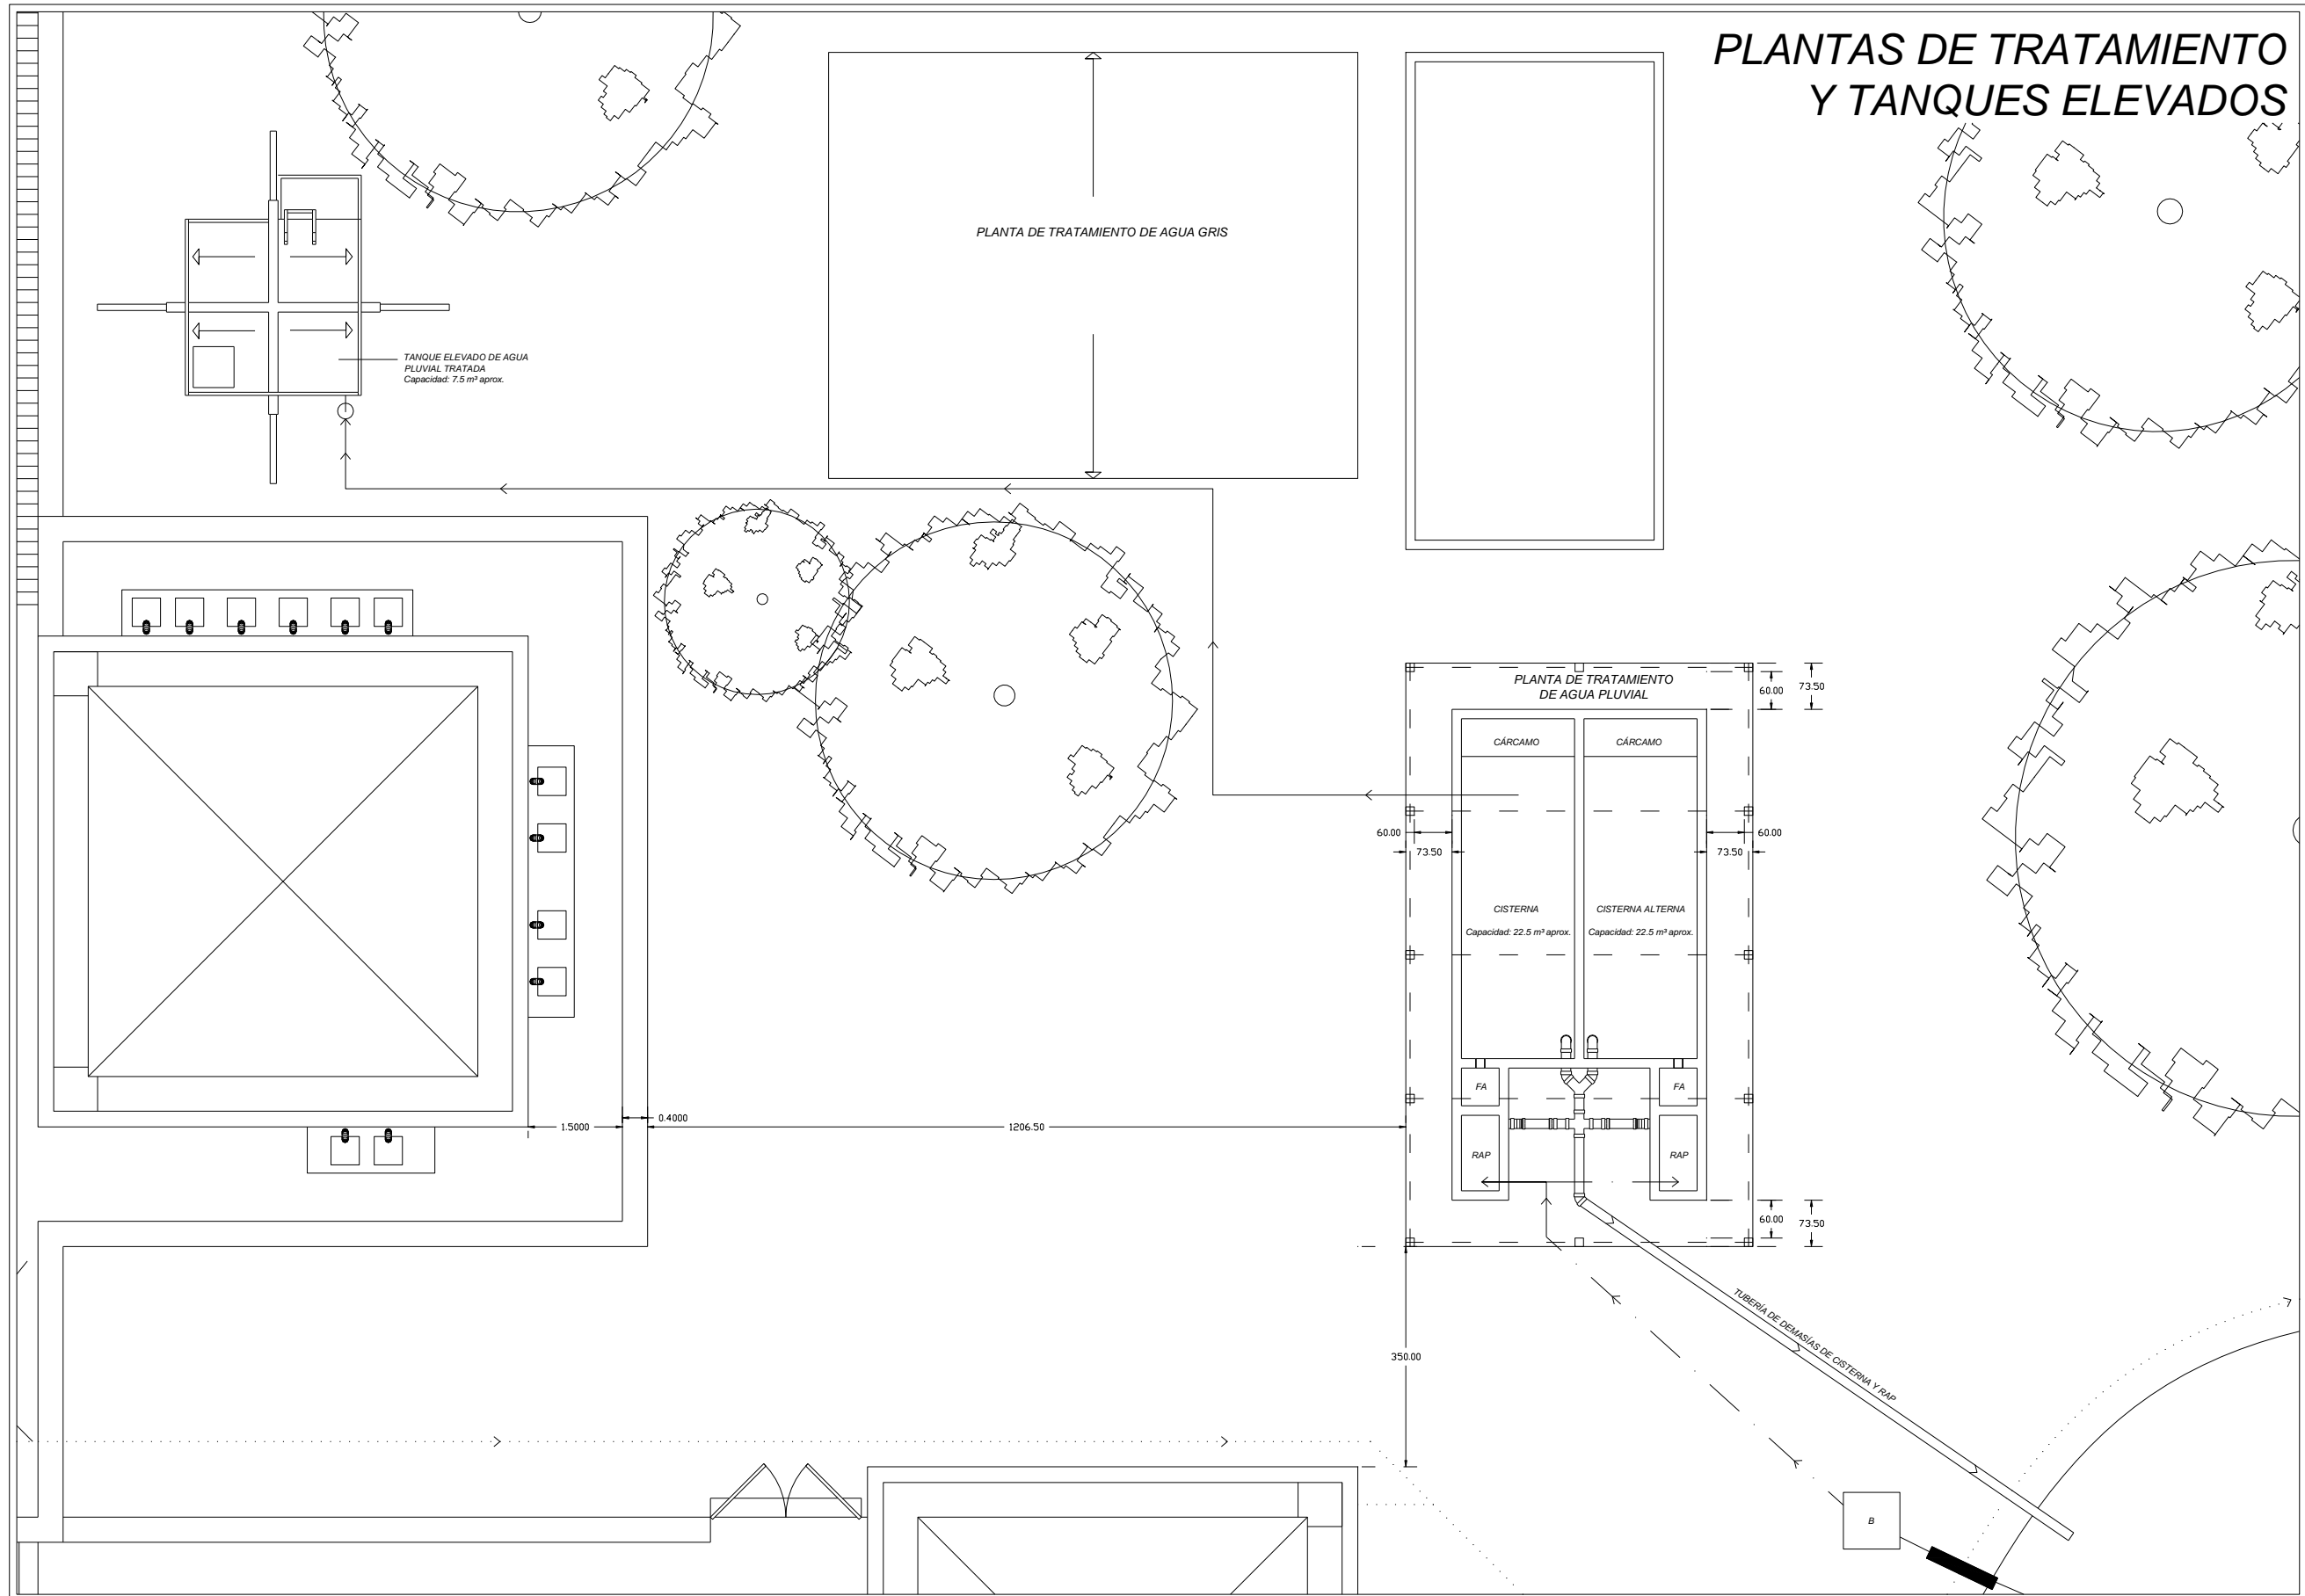 PLANTAS DE TRATAMIENTO
Y TANQUES ELEVADOS
PLANTA DE TRATAMIENTO DE AGUA GRIS
TANQUE ELEVADO DE AGUA
PLUVIAL TRATADA
Capacidad: 7.5 m³ aprox.
PLANTA DE TRATAMIENTO
DE AGUA PLUVIAL
60.00
73.50
CÁRCAMO
CÁRCAMO
60.00
60.00
73.50
73.50
CISTERNA
CISTERNA ALTERNA
Capacidad: 22.5 m³ aprox.
Capacidad: 22.5 m³ aprox.
FA
FA
0.4000
1.5000
1206.50
RAP
RAP
60.00
73.50
TUBERÍA DE DEMASÍAS DE CISTERNA Y RAP
350.00
B